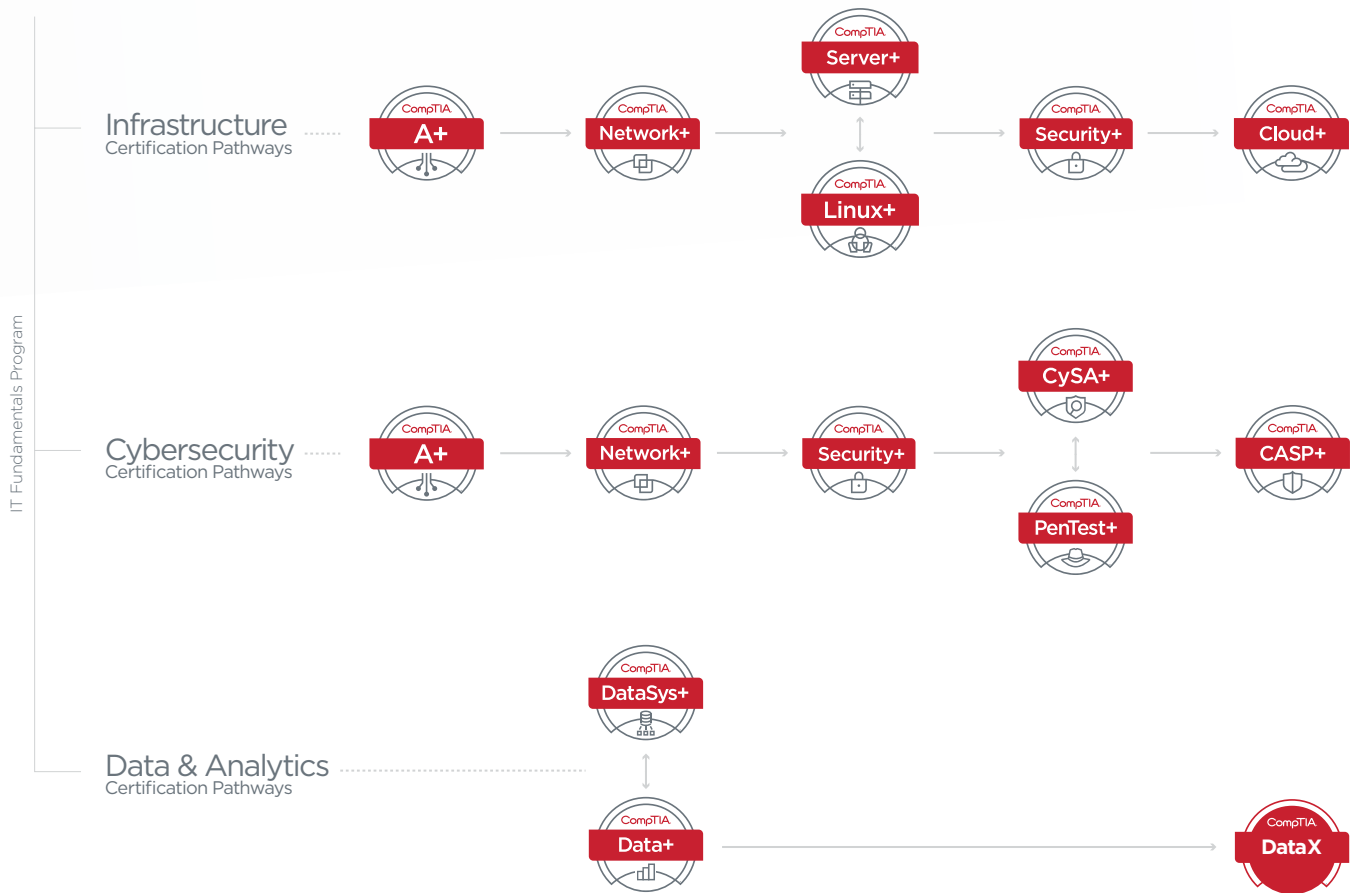 IT Fundamentals Program
CompTIA
Server+
Infrastructure
Certification Pathways
CompTIA
A+
CompTIA
Network+
CompTIA
Security+
CompTIA
Cloud+
CompTIA
Linux+
CompTIA
CySA+
Cybersecurity
Certification Pathways
CompTIA
A+
CompTIA
Network+
CompTIA
Security+
CompTIA
CASP+
CompTIA
PenTest+
CompTIA
DataSys+
Data & Analytics
Certification Pathways
CompTIA
Data+
CompTIA
DataX